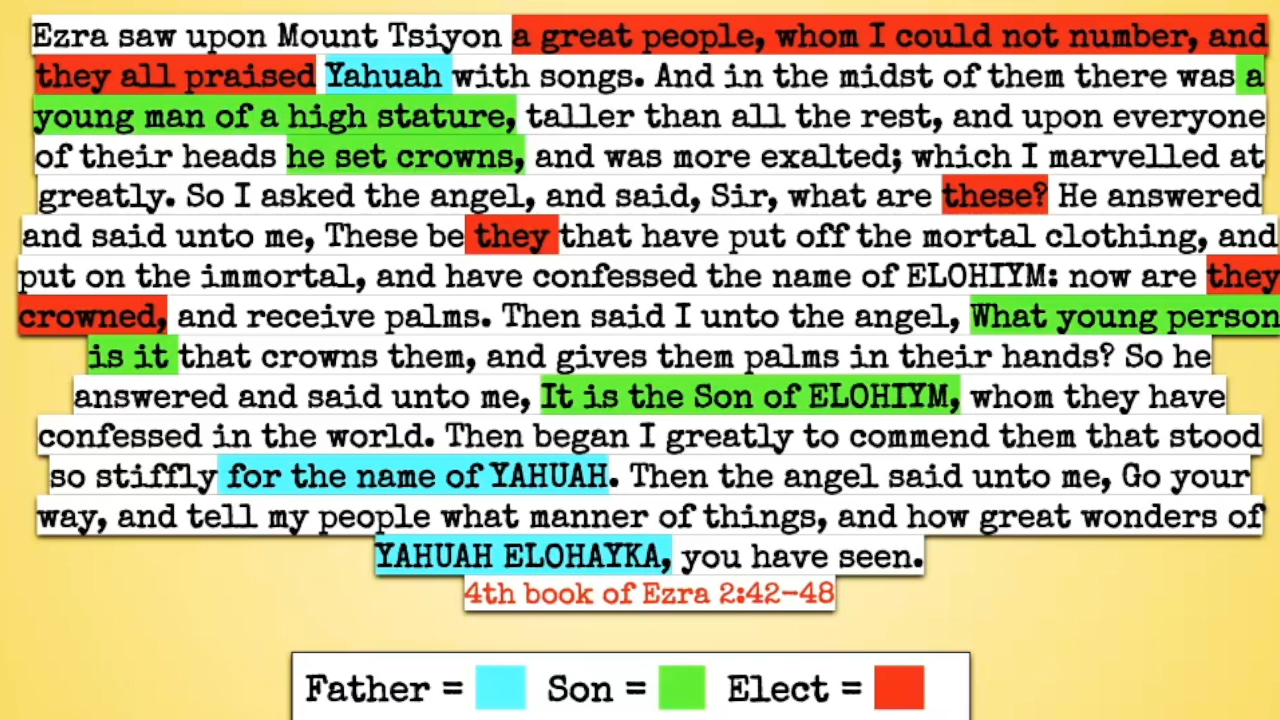 Ezra saw upon Mount Tsiyon a great people, whom I could not number, and
they all praised Yahuah with songs. And in the midst of them there was a
young man of a high stature, taller than all the rest, and upon everyone
of their heads he set crowns, and was more exalted; which I marvelled at
greatly. So I asked the angel, and said, Sir, what are these? He answered
and said unto me, These be they that have put off the mortal clothing, and
put on the immortal, and have confessed the name of ELOHIYM: now are they
crowned, and receive palms. Then said I unto the angel, What young person
is it that crowns them, and gives them palms in their hands? So he
answered and said unto me, It is the Son of ELOHIYM, whom they have
confessed in the world. Then began I greatly to commend them that stood
so stiffly for the name of YAHUAH. Then the angel said unto me, Go your
way, and tell my people what manner of things, and how great wonders of
YAHUAH ELOHAYKA, you have seen.
4th book of Ezra 2:42-48
Father = Son = Elect =